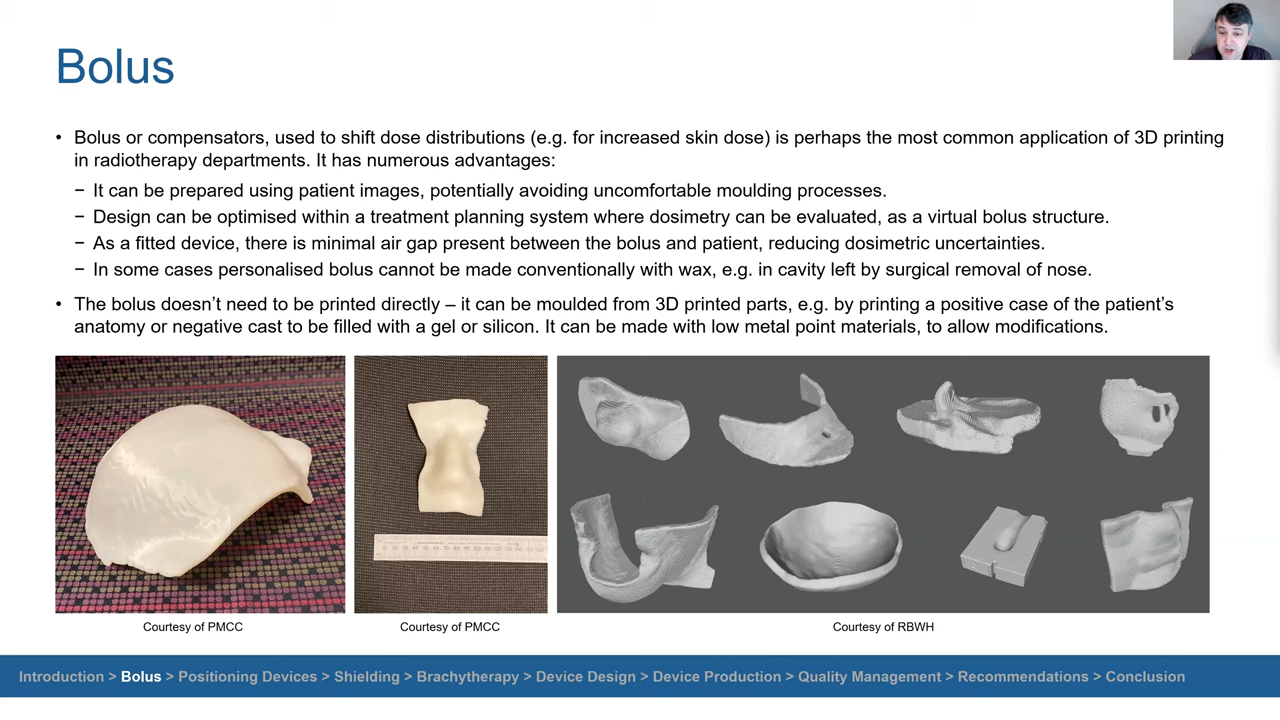 Bolus
• Bolus or compensators, used to shift dose distributions (e.g. for increased skin dose) is perhaps the most common application of 3D printing
in radiotherapy departments. It has numerous advantages:
− It can be prepared using patient images, potentially avoiding uncomfortable moulding processes.
− Design can be optimised within a treatment planning system where dosimetry can be evaluated, as a virtual bolus structure.
− As a fitted device, there is minimal air gap present between the bolus and patient, reducing dosimetric uncertainties.
− In some cases personalised bolus cannot be made conventionally with wax, e.g. in cavity left by surgical removal of nose.
• The bolus doesn’t need to be printed directly – it can be moulded from 3D printed parts, e.g. by printing a positive case of the patient’s
anatomy or negative cast to be filled with a gel or silicon. It can be made with low metal point materials, to allow modifications.
Courtesy of PMCC
Courtesy of PMCC
Courtesy of RBWH
Introduction > Bolus > Positioning Devices > Shielding > Brachytherapy > Device Design > Device Production > Quality Management > Recommendations > Conclusion